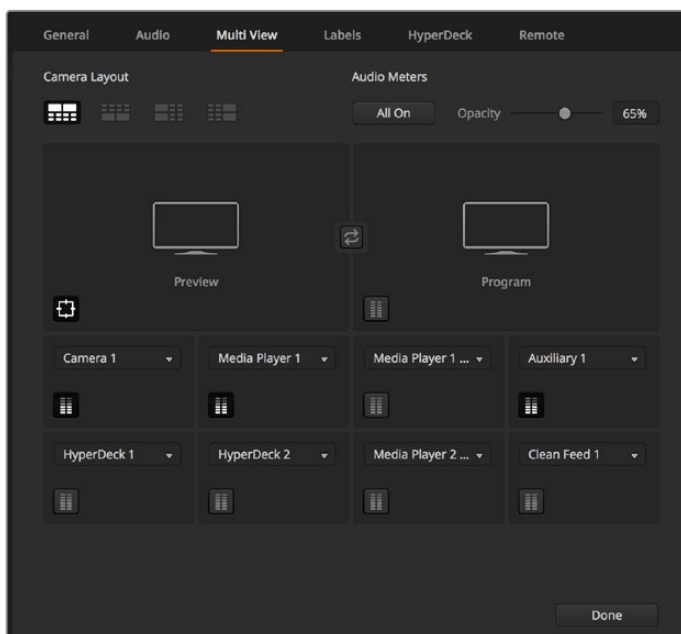 General Audio Multi View Labels HyperDeck Remote
Camera Layout Audio Meters
All On Opacity 65%
Preview Program
Camera 1 Media Player 1 Media Player 1 ... Auxiliary 1
HyperDeck 1 HyperDeck 2 Media Player 2 ... Clean Feed 1
Done